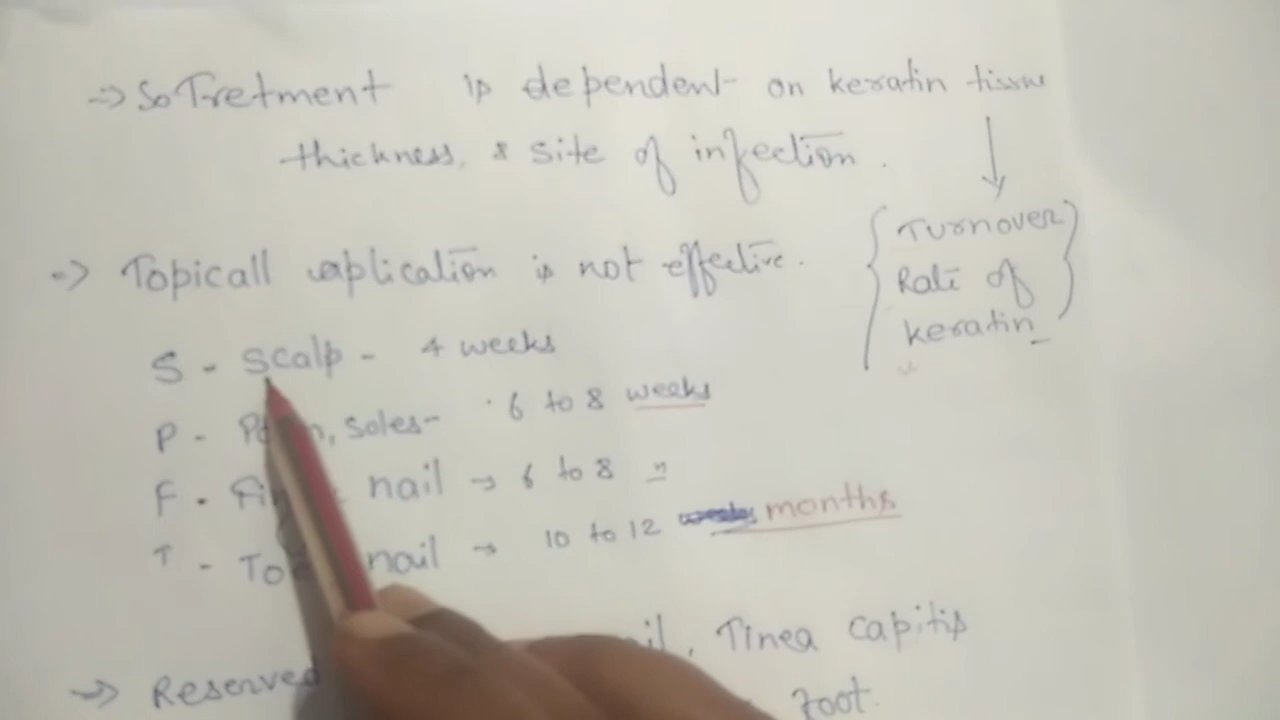 => So Tretment is dependent on keratin tissue
thickness, & site of infection.
{ Turnover
Rate of
keratin }
=> Topicall aplication is not effective.
S - Scalp - 4 weeks
P - , soles - 6 to 8 weeks
F - nail → 6 to 8 "
T - nail → 10 to 12 months
=> Reserved , Tinea capitis
foot.